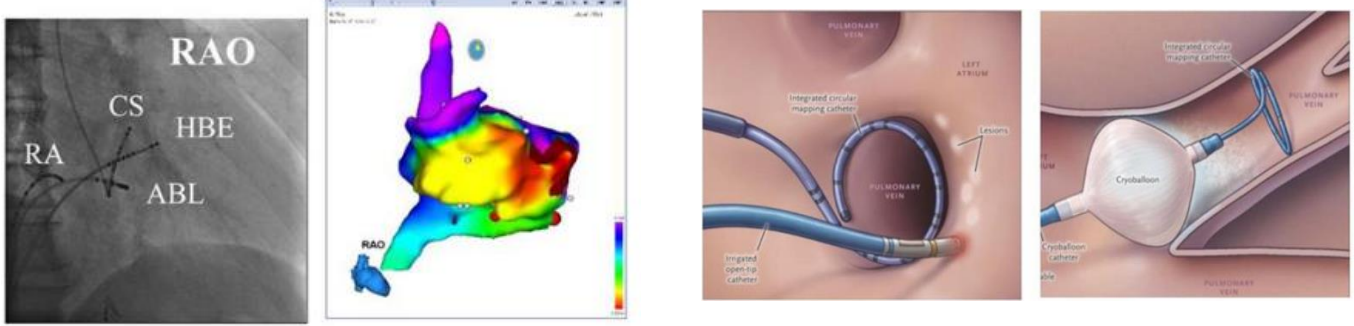 RAO
CS
HBE
RA
ABL
RAO
PULMONARY
VEIN
LEFT
ATRIUM
Integrated circular
mapping catheter
Lesions
PULMONARY
VEIN
Irrigated
open-tip
catheter
Integrated circular
mapping catheter
PULMONARY
VEIN
Cryoballoon
Cryoballoon
catheter
able
PULMONARY
VEIN